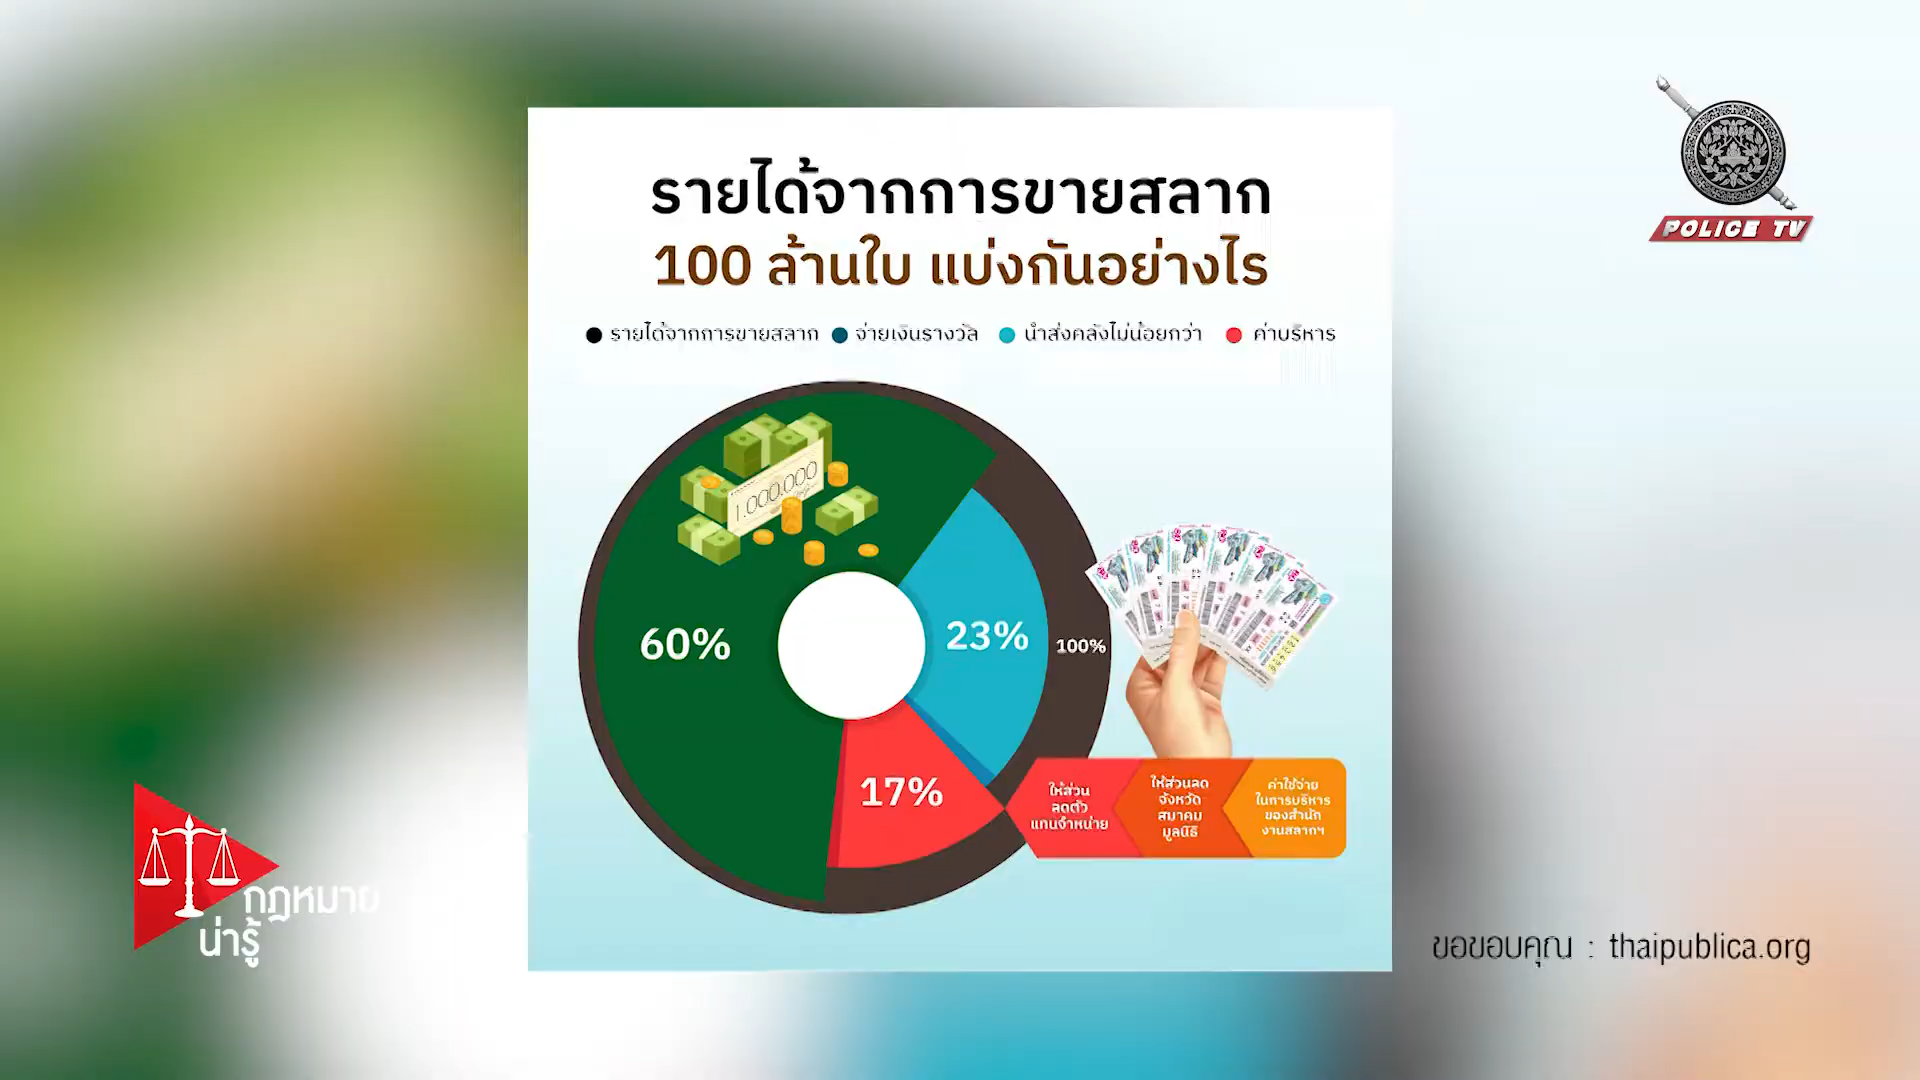 รายได้จากการขายสลาก
100 ล้านใบ แบ่งกันอย่างไร
รายได้จากการขายสลาก จ่ายเงินรางวัล นำส่งคลังไม่น้อยกว่า ค่าบริหาร
1.000.000
60%
23%
100%
17%
ให้ส่วน
ลดตัว
แทนจำหน่าย
ให้ส่วนลด
จังหวัด
สมาคม
มูลนิธิ
ค่าใช้จ่าย
ในการบริหาร
ของสำนัก
งานสลากฯ
POLICE TV
กฎหมาย
น่ารู้
ขอขอบคุณ : thaipublica.org